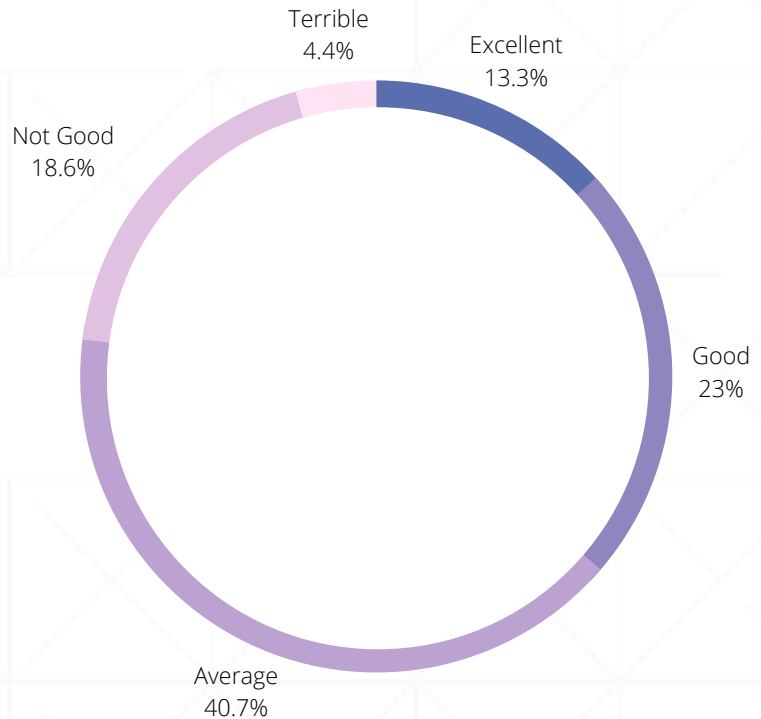 Terrible
4.4%
Excellent
13.3%
Not Good
18.6%
Good
23%
Average
40.7%